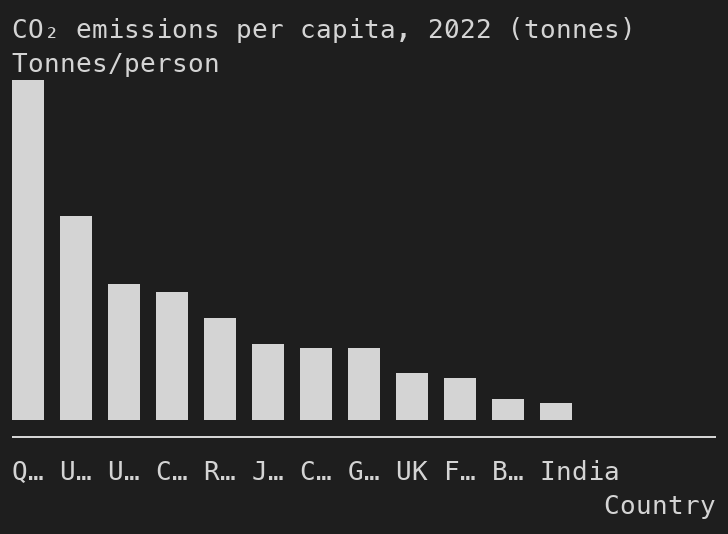 CO₂ emissions per capita, 2022 (tonnes)
Tonnes/person
Q… U… U… C… R… J… C… G… UK F… B… India
Country